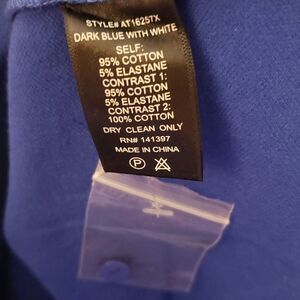 STYLE# AT16257X
DARK BLUE WITH WHITE
SELF:
95% COTTON
5% ELASTANE
CONTRAST 1:
95% COTTON
5% ELASTANE
CONTRAST 2:
100% COTTON
DRY CLEAN ONLY
RN# 141397
MADE IN CHINA
P